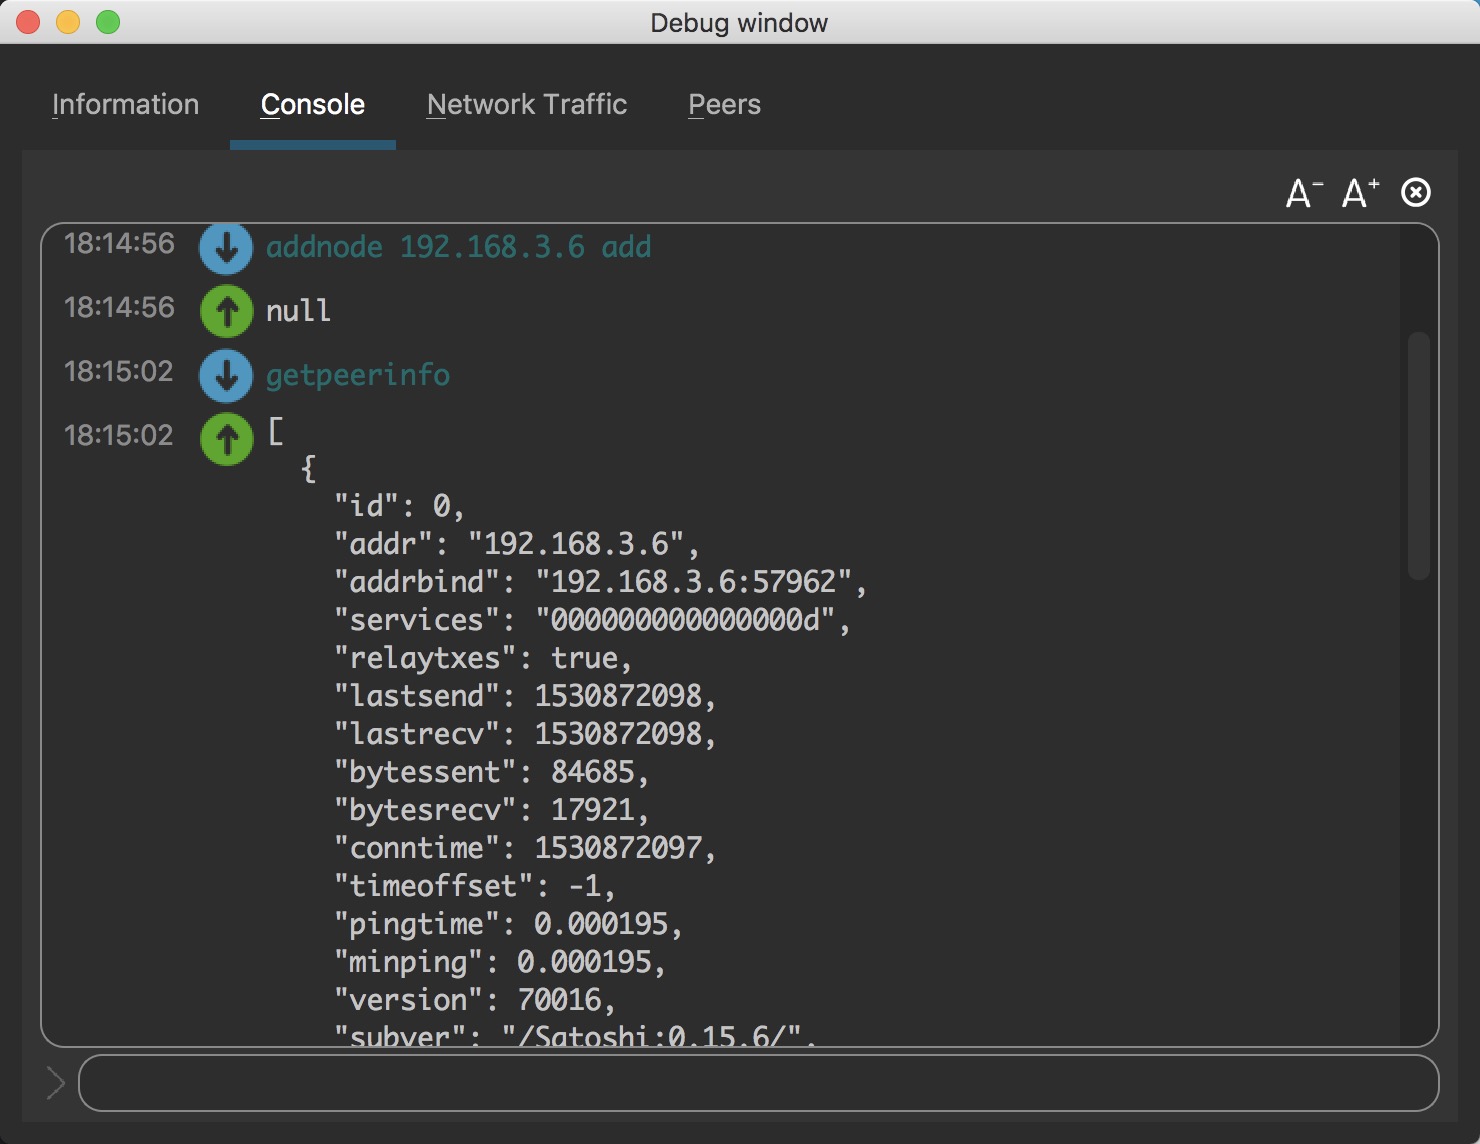 Debug window
Information Console Network Traffic Peers
A- A+
18:14:56 addnode 192.168.3.6 add
18:14:56 null
18:15:02 getpeerinfo
18:15:02 [
{
"id": 0,
"addr": "192.168.3.6",
"addrbind": "192.168.3.6:57962",
"services": "000000000000000d",
"relaytxes": true,
"lastsend": 1530872098,
"lastrecv": 1530872098,
"bytessent": 84685,
"bytesrecv": 17921,
"conntime": 1530872097,
"timeoffset": -1,
"pingtime": 0.000195,
"minping": 0.000195,
"version": 70016,
"subver": "/Satoshi:0.15.6/",